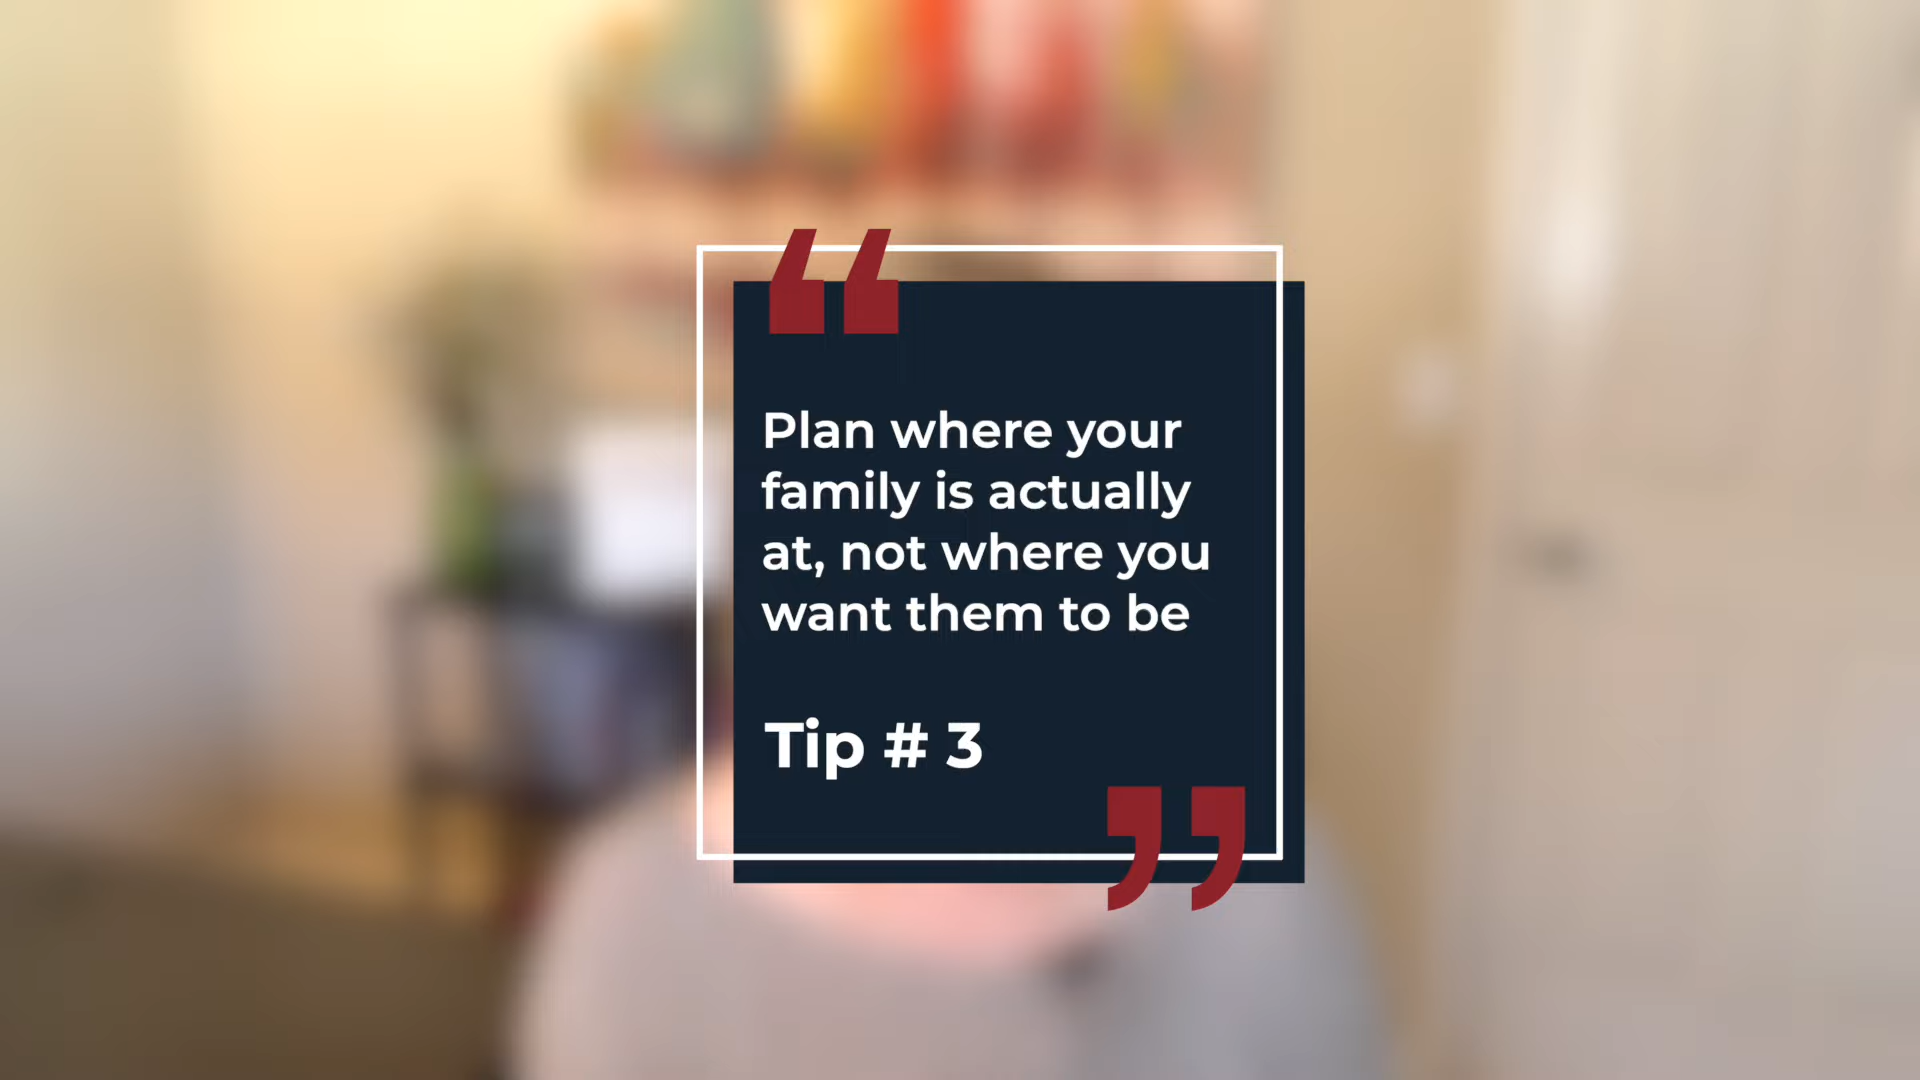 Plan where your
family is actually
at, not where you
want them to be
Tip # 3